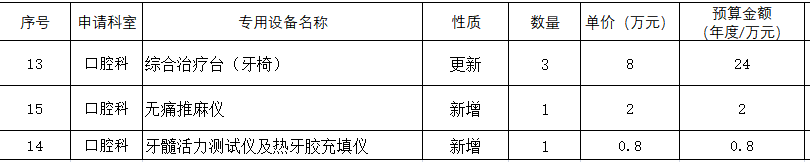 序号 申请科室 专用设备名称 性质 数量 单价（万元） 预算金额（年度/万元）
13 口腔科 综合治疗台（牙椅） 更新 3 8 24
15 口腔科 无痛推麻仪 新增 1 2 2
14 口腔科 牙髓活力测试仪及热牙胶充填仪 新增 1 0.8 0.8